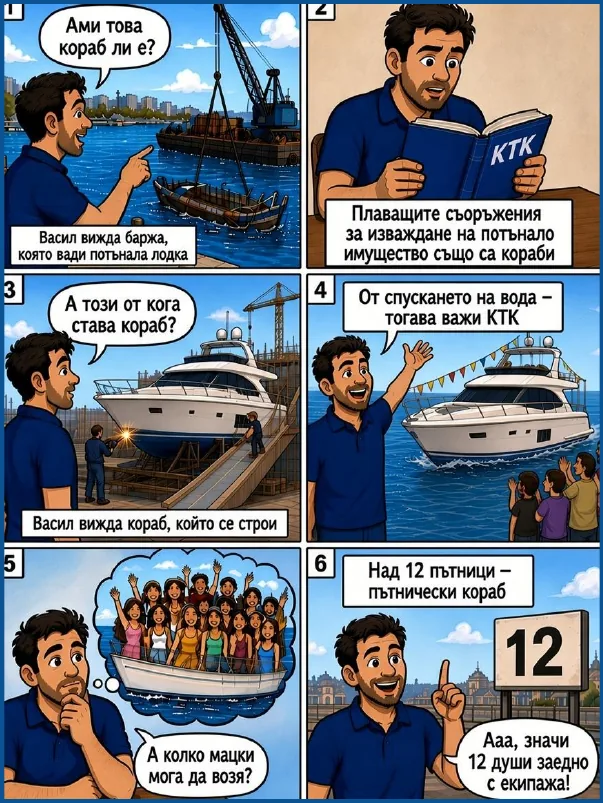 1
Ами това
кораб ли е?
Васил вижда баржа,
която вади потънала лодка
2
КТК
Плаващите съоръжения
за изваждане на потънало
имущество също са кораби
3
А този от кога
става кораб?
Васил вижда кораб, който се строи
4
От спускането на вода –
тогава важи КТК
5
А колко мацки
мога да возя?
6
Над 12 пътници –
пътнически кораб
12
Ааа, значи
12 души заедно
с екипажа!